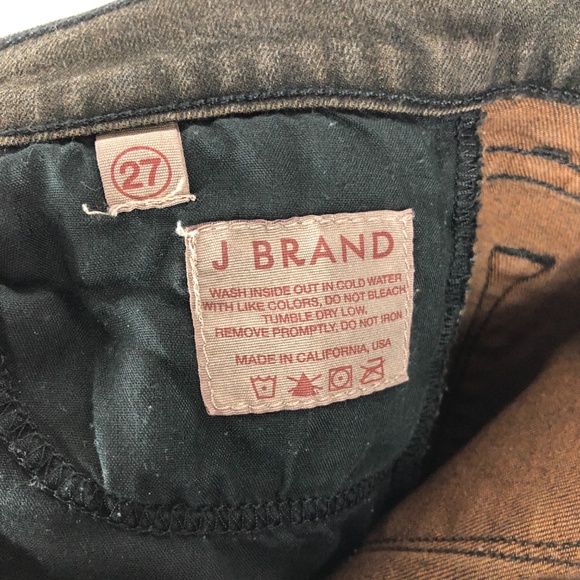 27
J BRAND
WASH INSIDE OUT IN COLD WATER
WITH LIKE COLORS, DO NOT BLEACH
TUMBLE DRY LOW.
REMOVE PROMPTLY, DO NOT IRON
MADE IN CALIFORNIA, USA